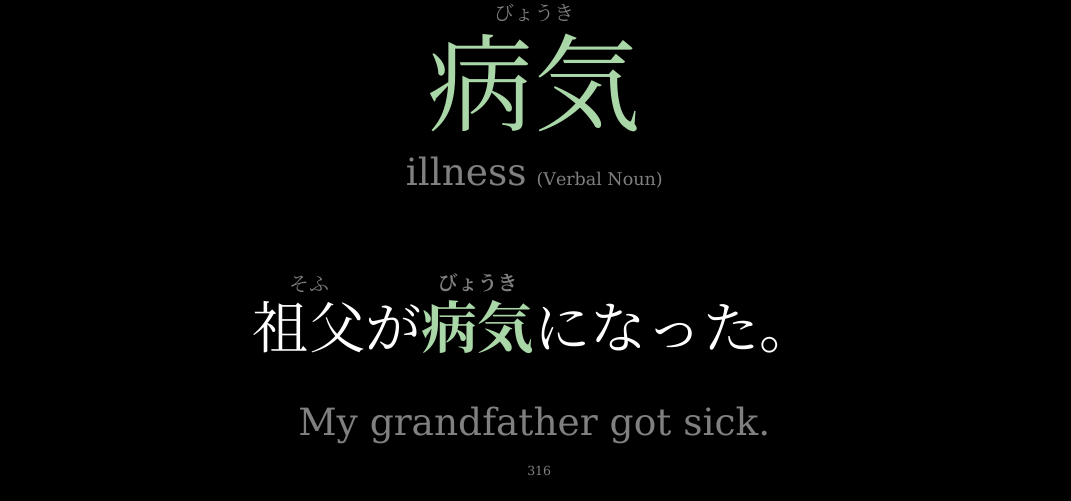 びょうき
病気
illness (Verbal Noun)
そふ びょうき
祖父が病気になった。
My grandfather got sick.
316